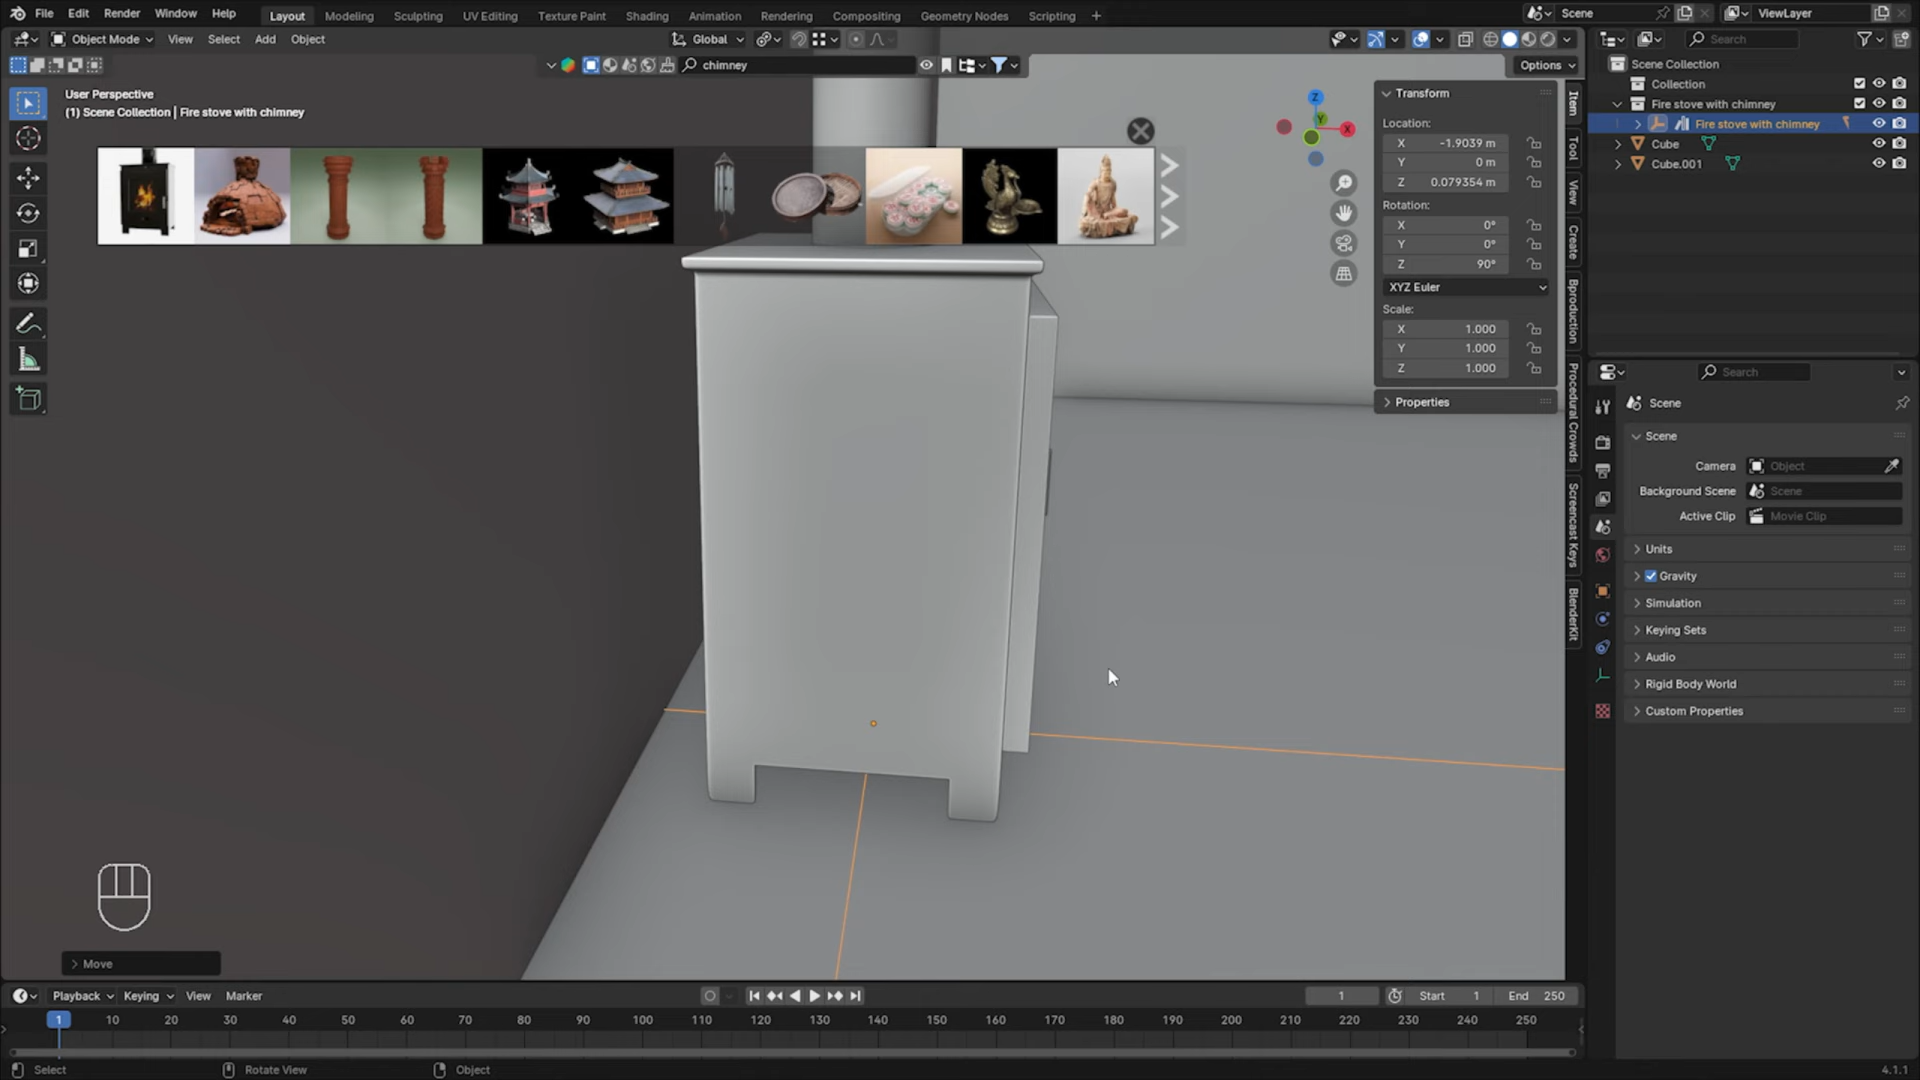 File Edit Render Window Help Layout Modeling Sculpting UV Editing Texture Paint Shading Animation Rendering Compositing Geometry Nodes Scripting + Scene ViewLayer
Object Mode View Select Add Object Global Search
chimney Options
User Perspective
(1) Scene Collection | Fire stove with chimney
Z
Y
X
Transform
Location:
X -1.9039 m
Y 0 m
Z 0.079354 m
Rotation:
X 0°
Y 0°
Z 90°
XYZ Euler
Scale:
X 1.000
Y 1.000
Z 1.000
Properties
Item
Tool
View
Create
Bproduction
Procedural Crowds
Screencast Keys
BlenderKit
Scene Collection
Collection
Fire stove with chimney
Fire stove with chimney
Cube
Cube.001
Search
Scene
Scene
Camera Object
Background Scene Scene
Active Clip Movie Clip
Units
Gravity
Simulation
Keying Sets
Audio
Rigid Body World
Custom Properties
Move
Playback Keying View Marker 1 Start 1 End 250
1 10 20 30 40 50 60 70 80 90 100 110 120 130 140 150 160 170 180 190 200 210 220 230 240 250
Select Rotate View Object 4.1.1